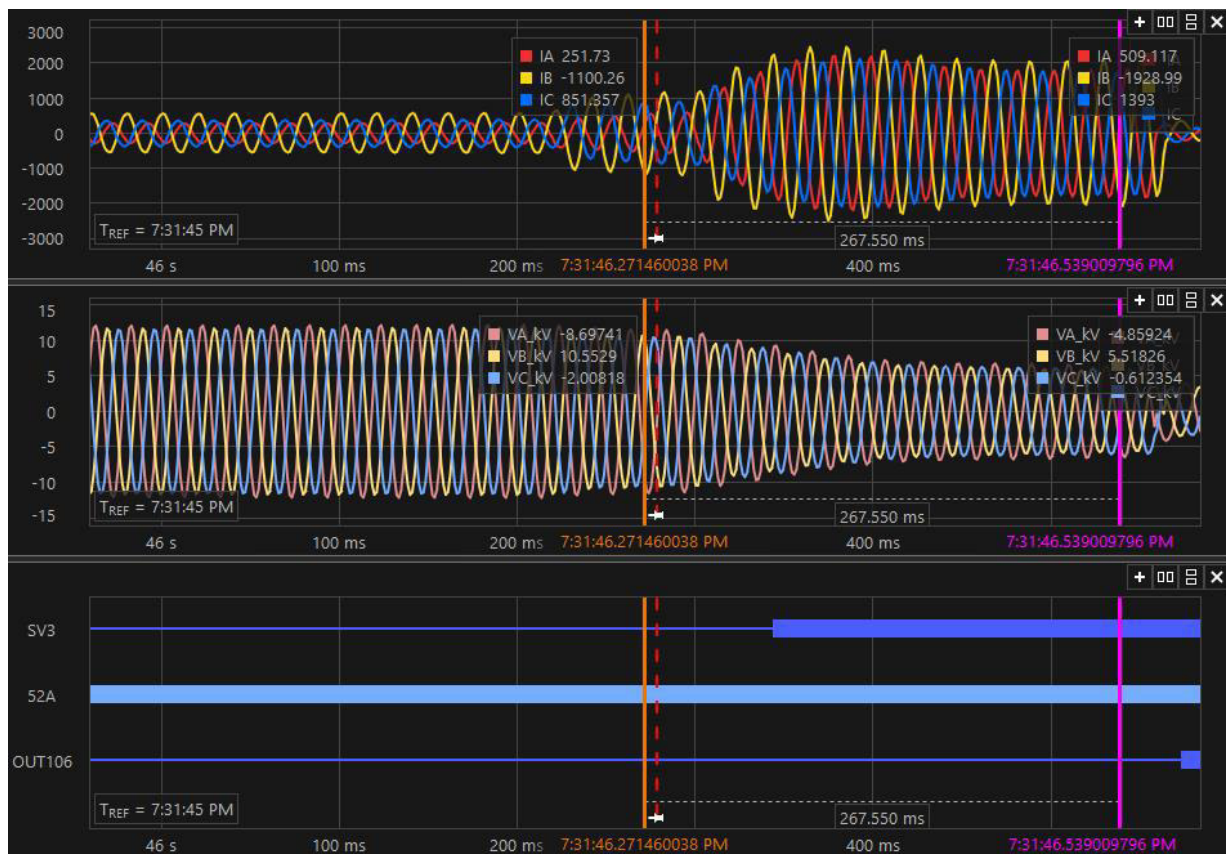 3000
2000
1000
0
-1000
-2000
-3000
IA 251.73
IB -1100.26
IC 851.357
IA 509.117
IB -1928.99
IC 1393
IA
IB
IC
TREF = 7:31:45 PM
267.550 ms
46 s
100 ms
200 ms
7:31:46.271460038 PM
400 ms
7:31:46.539009796 PM
15
10
5
0
-5
-10
-15
VA_kV -8.69741
VB_kV 10.5529
VC_kV -2.00818
VA_kV -4.85924
VB_kV 5.51826
VC_kV -0.612354
VC_kV
TREF = 7:31:45 PM
267.550 ms
46 s
100 ms
200 ms
7:31:46.271460038 PM
400 ms
7:31:46.539009796 PM
SV3
52A
OUT106
TREF = 7:31:45 PM
267.550 ms
46 s
100 ms
200 ms
7:31:46.271460038 PM
400 ms
7:31:46.539009796 PM